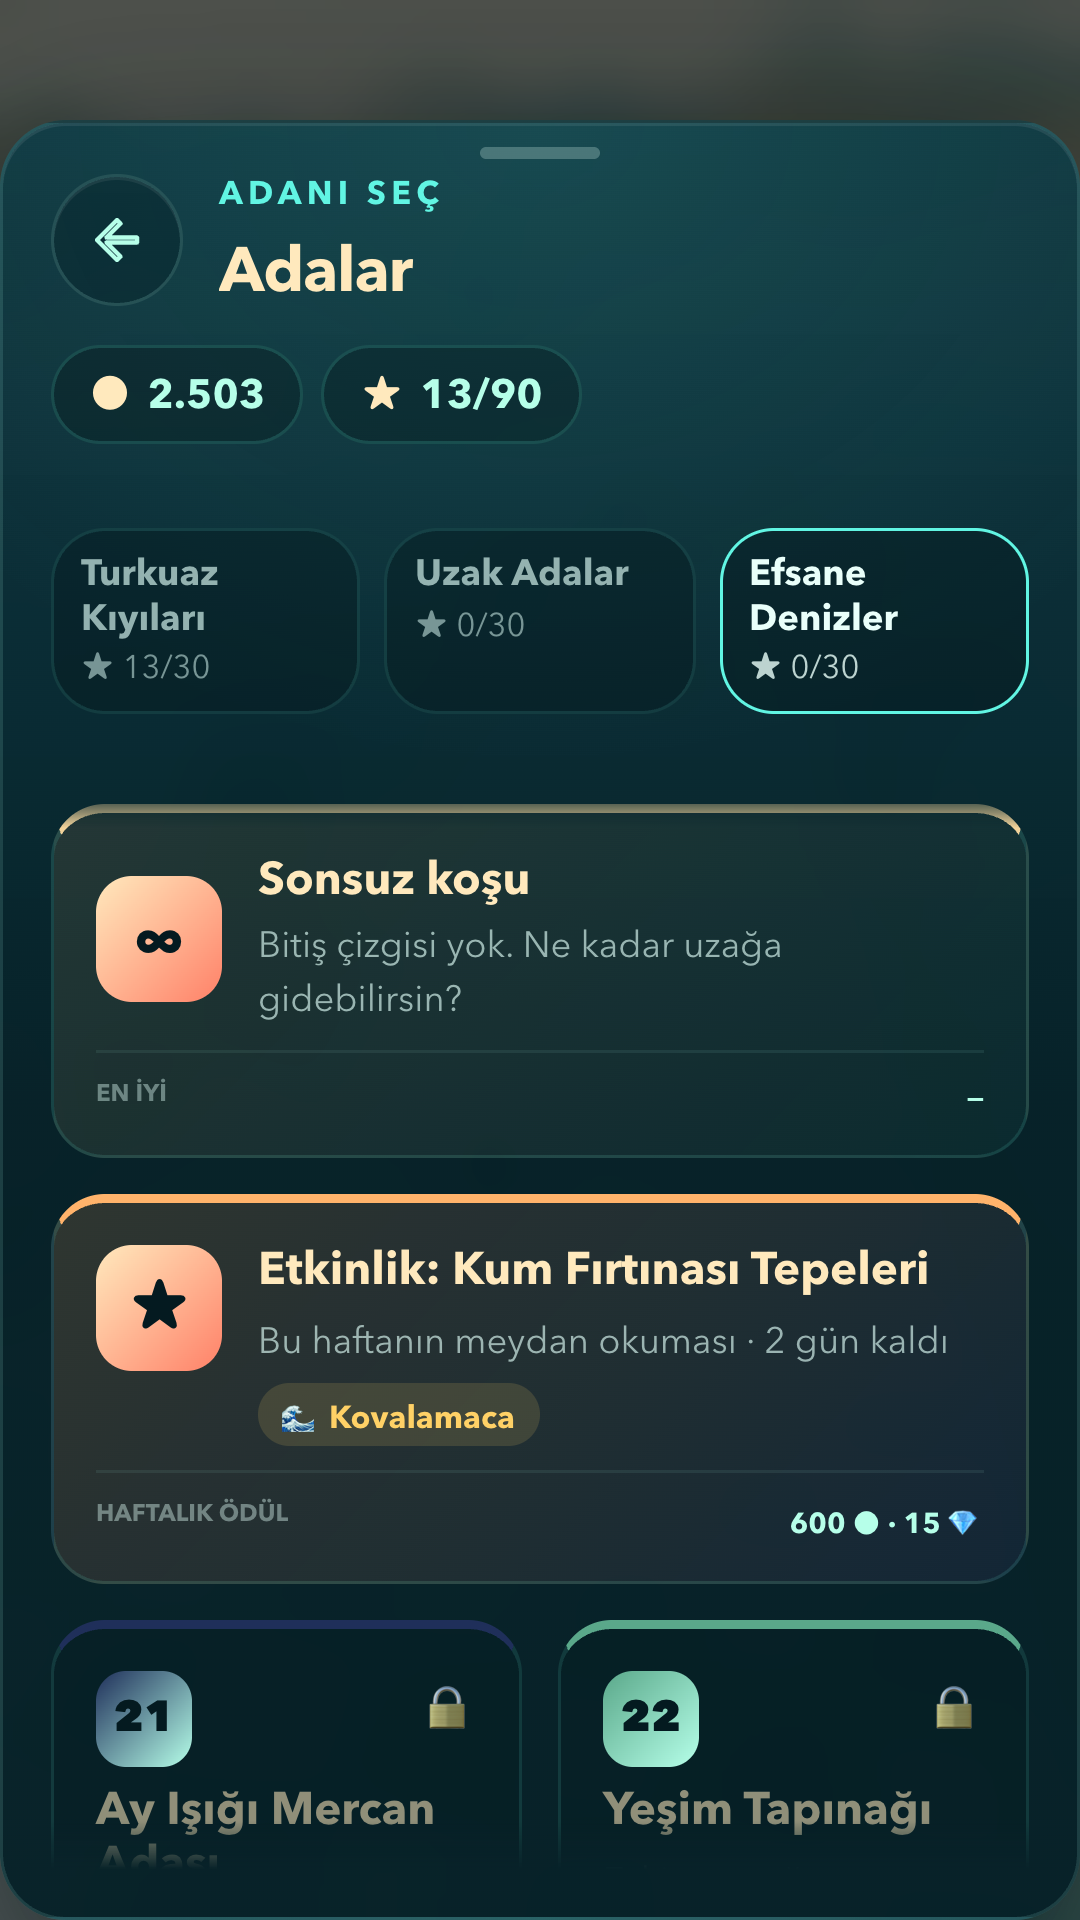 ADANI SEÇ
Adalar
2.503
13/90
Turkuaz
Kıyıları
★ 13/30
Uzak Adalar
★ 0/30
Efsane
Denizler
★ 0/30
Sonsuz koşu
Bitiş çizgisi yok. Ne kadar uzağa
gidebilirsin?
EN İYİ
–
Etkinlik: Kum Fırtınası Tepeleri
Bu haftanın meydan okuması · 2 gün kaldı
🌊 Kovalamaca
HAFTALIK ÖDÜL
600 ● · 15 💎
21
Ay Işığı Mercan
Adası
22
Yeşim Tapınağı